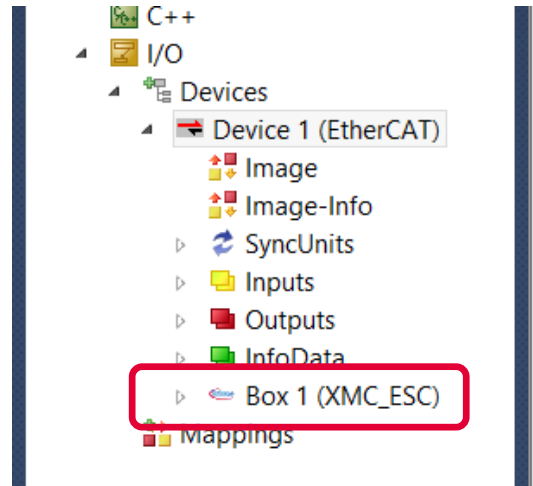 C++
I/O
Devices
Device 1 (EtherCAT)
Image
Image-Info
SyncUnits
Inputs
Outputs
InfoData
Box 1 (XMC_ESC)
Mappings